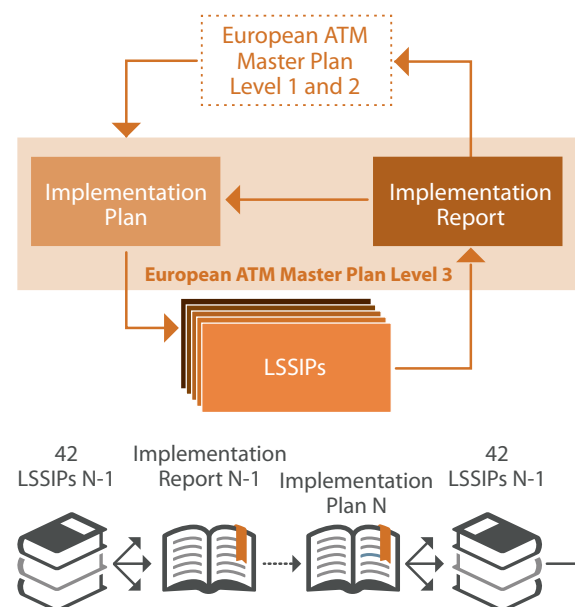 European ATM
Master Plan
Level 1 and 2
Implementation
Plan
Implementation
Report
European ATM Master Plan Level 3
LSSIPs
42
LSSIPs N-1
Implementation
Report N-1
Implementation
Plan N
42
LSSIPs N-1